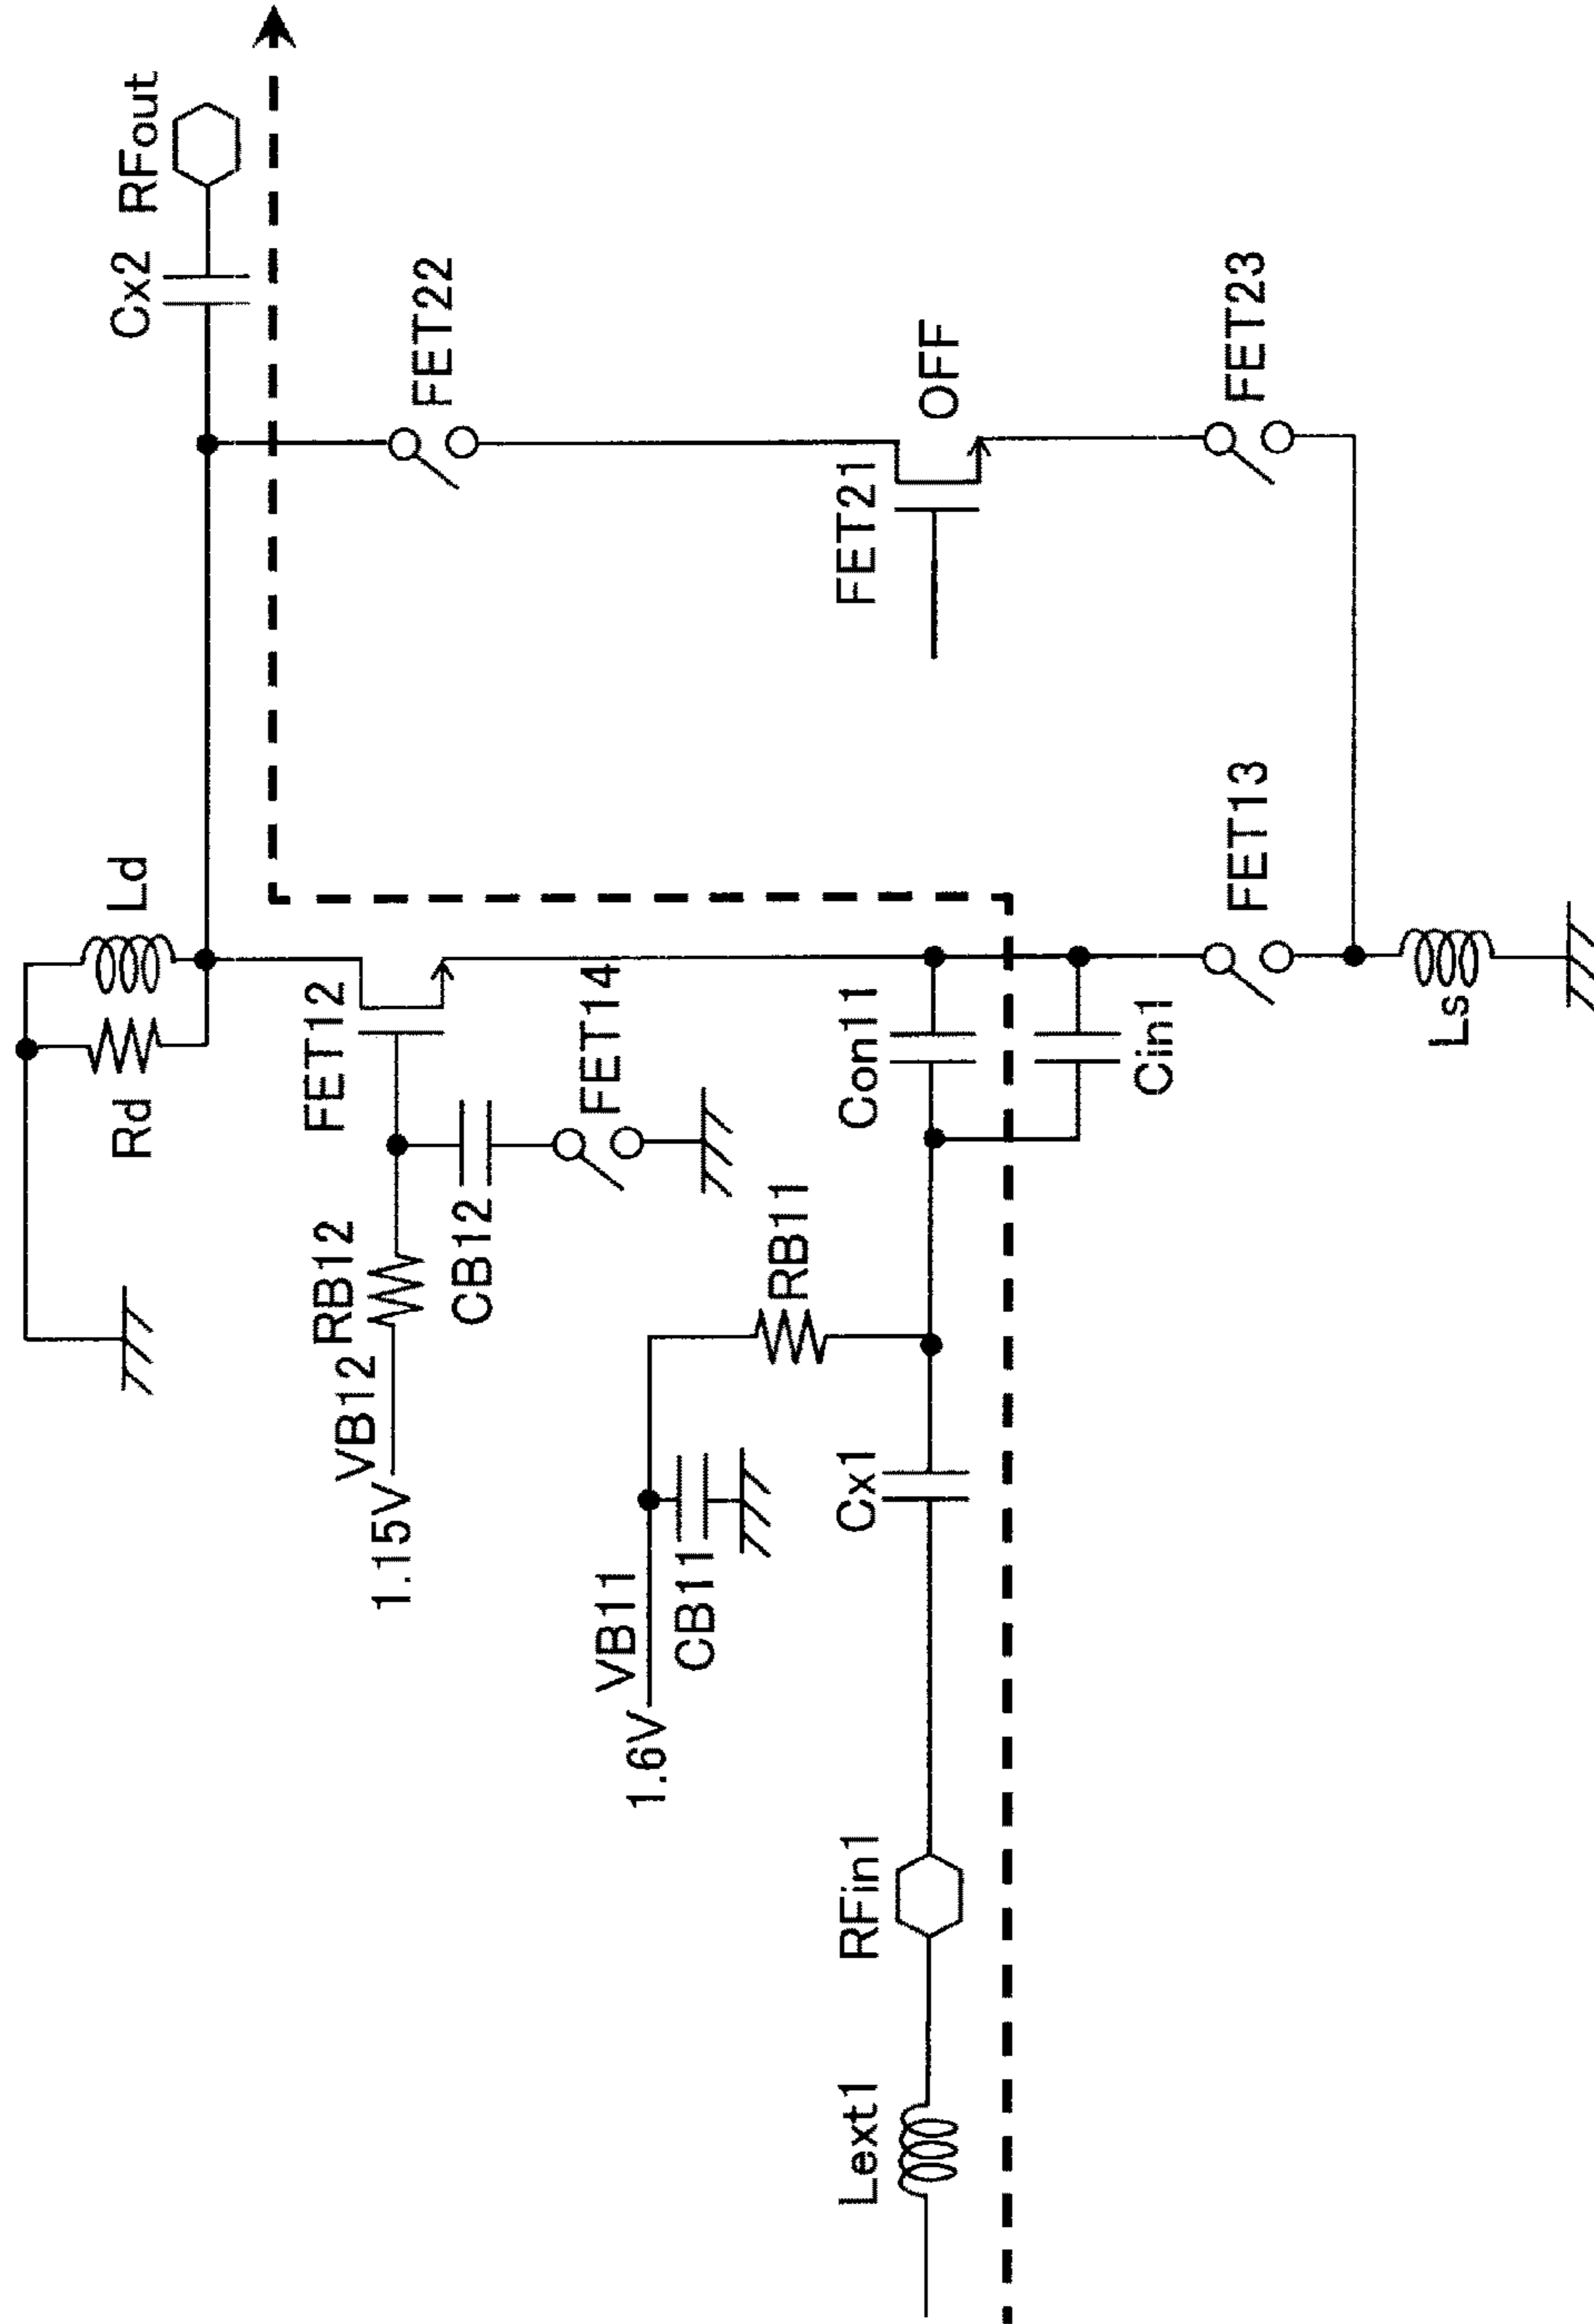 Cx2
RFout
FET22
Ld
Rd
FET12
OFF
FET23
FET21
FET14
FET13
Con11
Cin1
Ls
RB12
CB12
RB11
VB12
1.15V
Cx1
VB11
CB11
1.6V
RFin1
Lext1